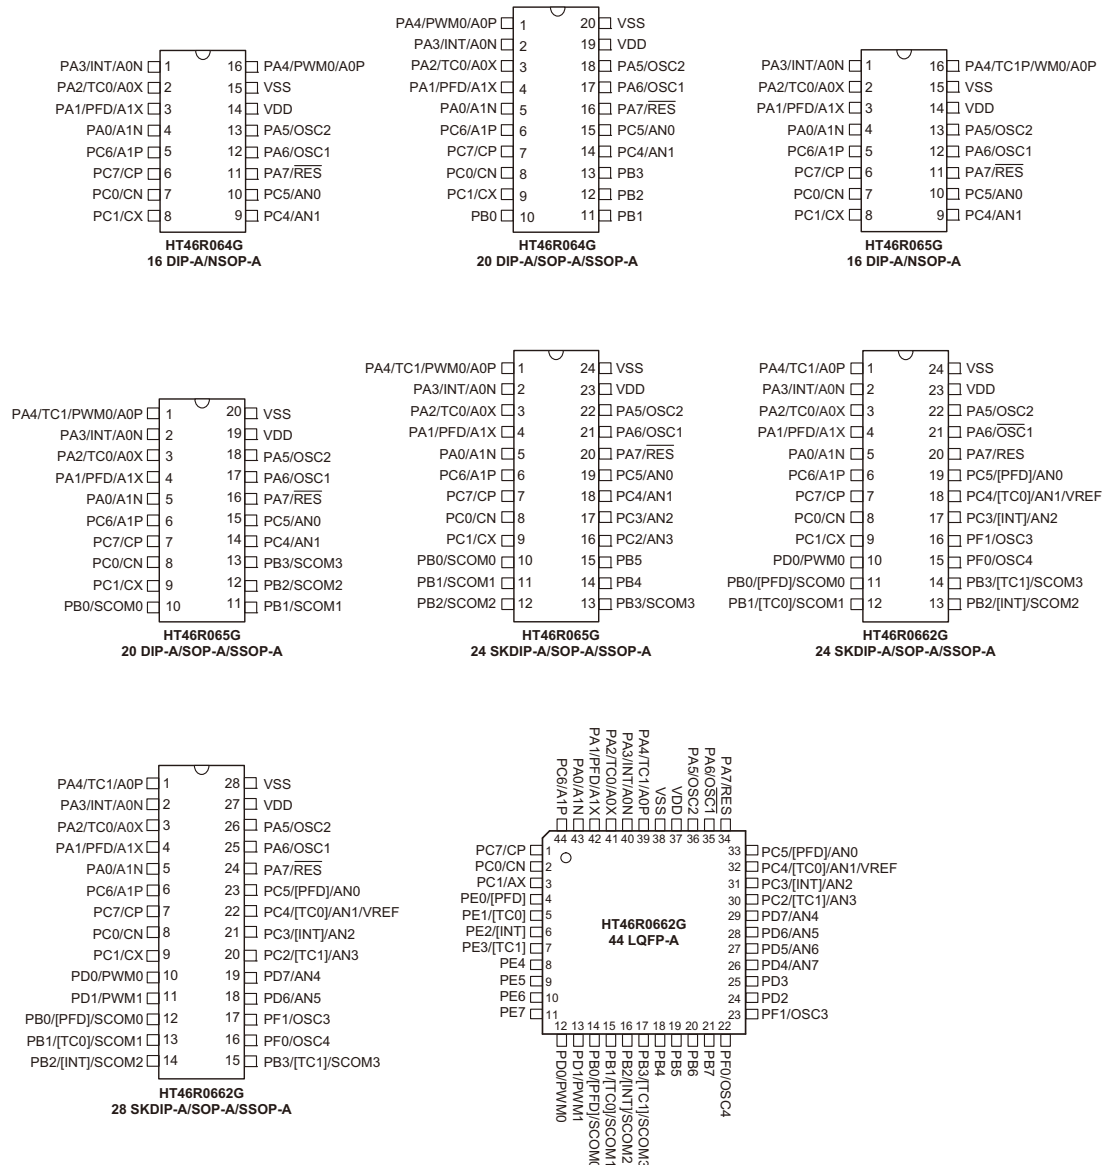 PA3/INT/A0N 1 16 PA4/PWM0/A0P
PA2/TC0/A0X 2 15 VSS
PA1/PFD/A1X 3 14 VDD
PA0/A1N 4 13 PA5/OSC2
PC6/A1P 5 12 PA6/OSC1
PC7/CP 6 11 PA7/RES
PC0/CN 7 10 PC5/AN0
PC1/CX 8 9 PC4/AN1
HT46R064G
16 DIP-A/NSOP-A
PA4/PWM0/A0P 1 20 VSS
PA3/INT/A0N 2 19 VDD
PA2/TC0/A0X 3 18 PA5/OSC2
PA1/PFD/A1X 4 17 PA6/OSC1
PA0/A1N 5 16 PA7/RES
PC6/A1P 6 15 PC5/AN0
PC7/CP 7 14 PC4/AN1
PC0/CN 8 13 PB3
PC1/CX 9 12 PB2
PB0 10 11 PB1
HT46R064G
20 DIP-A/SOP-A/SSOP-A
PA3/INT/A0N 1 16 PA4/TC1P/WM0/A0P
PA2/TC0/A0X 2 15 VSS
PA1/PFD/A1X 3 14 VDD
PA0/A1N 4 13 PA5/OSC2
PC6/A1P 5 12 PA6/OSC1
PC7/CP 6 11 PA7/RES
PC0/CN 7 10 PC5/AN0
PC1/CX 8 9 PC4/AN1
HT46R065G
16 DIP-A/NSOP-A
PA4/TC1/PWM0/A0P 1 20 VSS
PA3/INT/A0N 2 19 VDD
PA2/TC0/A0X 3 18 PA5/OSC2
PA1/PFD/A1X 4 17 PA6/OSC1
PA0/A1N 5 16 PA7/RES
PC6/A1P 6 15 PC5/AN0
PC7/CP 7 14 PC4/AN1
PC0/CN 8 13 PB3/SCOM3
PC1/CX 9 12 PB2/SCOM2
PB0/SCOM0 10 11 PB1/SCOM1
HT46R065G
20 DIP-A/SOP-A/SSOP-A
PA4/TC1/PWM0/A0P 1 24 VSS
PA3/INT/A0N 2 23 VDD
PA2/TC0/A0X 3 22 PA5/OSC2
PA1/PFD/A1X 4 21 PA6/OSC1
PA0/A1N 5 20 PA7/RES
PC6/A1P 6 19 PC5/AN0
PC7/CP 7 18 PC4/AN1
PC0/CN 8 17 PC3/AN2
PC1/CX 9 16 PC2/AN3
PB0/SCOM0 10 15 PB5
PB1/SCOM1 11 14 PB4
PB2/SCOM2 12 13 PB3/SCOM3
HT46R065G
24 SKDIP-A/SOP-A/SSOP-A
PA4/TC1/A0P 1 24 VSS
PA3/INT/A0N 2 23 VDD
PA2/TC0/A0X 3 22 PA5/OSC2
PA1/PFD/A1X 4 21 PA6/OSC1
PA0/A1N 5 20 PA7/RES
PC6/A1P 6 19 PC5/[PFD]/AN0
PC7/CP 7 18 PC4/[TC0]/AN1/VREF
PC0/CN 8 17 PC3/[INT]/AN2
PC1/CX 9 16 PF1/OSC3
PD0/PWM0 10 15 PF0/OSC4
PB0/[PFD]/SCOM0 11 14 PB3/[TC1]/SCOM3
PB1/[TC0]/SCOM1 12 13 PB2/[INT]/SCOM2
HT46R0662G
24 SKDIP-A/SOP-A/SSOP-A
PA4/TC1/A0P 1 28 VSS
PA3/INT/A0N 2 27 VDD
PA2/TC0/A0X 3 26 PA5/OSC2
PA1/PFD/A1X 4 25 PA6/OSC1
PA0/A1N 5 24 PA7/RES
PC6/A1P 6 23 PC5/[PFD]/AN0
PC7/CP 7 22 PC4/[TC0]/AN1/VREF
PC0/CN 8 21 PC3/[INT]/AN2
PC1/CX 9 20 PC2/[TC1]/AN3
PD0/PWM0 10 19 PD7/AN4
PD1/PWM1 11 18 PD6/AN5
PB0/[PFD]/SCOM0 12 17 PF1/OSC3
PB1/[TC0]/SCOM1 13 16 PF0/OSC4
PB2/[INT]/SCOM2 14 15 PB3/[TC1]/SCOM3
HT46R0662G
28 SKDIP-A/SOP-A/SSOP-A
PC6/A1P PA0/A1N PA1/PFD/A1X PA2/TC0/A0X PA3/INT/A0N PA4/TC1/A0P VSS VDD PA5/OSC2 PA6/OSC1 PA7/RES
44 43 42 41 40 39 38 37 36 35 34
PC7/CP 1 33 PC5/[PFD]/AN0
PC0/CN 2 32 PC4/[TC0]/AN1/VREF
PC1/AX 3 31 PC3/[INT]/AN2
PE0/[PFD] 4 30 PC2/[TC1]/AN3
PE1/[TC0] 5 29 PD7/AN4
PE2/[INT] 6 28 PD6/AN5
PE3/[TC1] 7 27 PD5/AN6
PE4 8 26 PD4/AN7
PE5 9 25 PD3
PE6 10 24 PD2
PE7 11 23 PF1/OSC3
HT46R0662G
44 LQFP-A
12 13 14 15 16 17 18 19 20 21 22
PD0/PWM0 PD1/PWM1 PB0/[PFD]/SCOM0 PB1/[TC0]/SCOM1 PB2/[INT]/SCOM2 PB3/[TC1]/SCOM3 PB4 PB5 PB6 PB7 PF0/OSC4